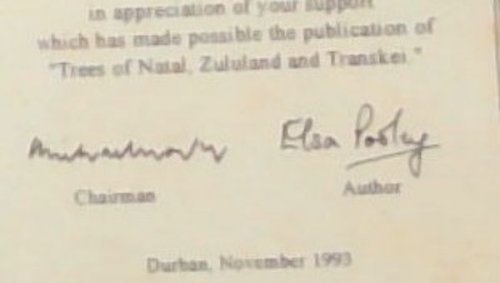 in appreciation of your support
which has made possible the publication of
"Trees of Natal, Zululand and Transkei."
Elsa Pooley
Chairman
Author
Durban, November 1993